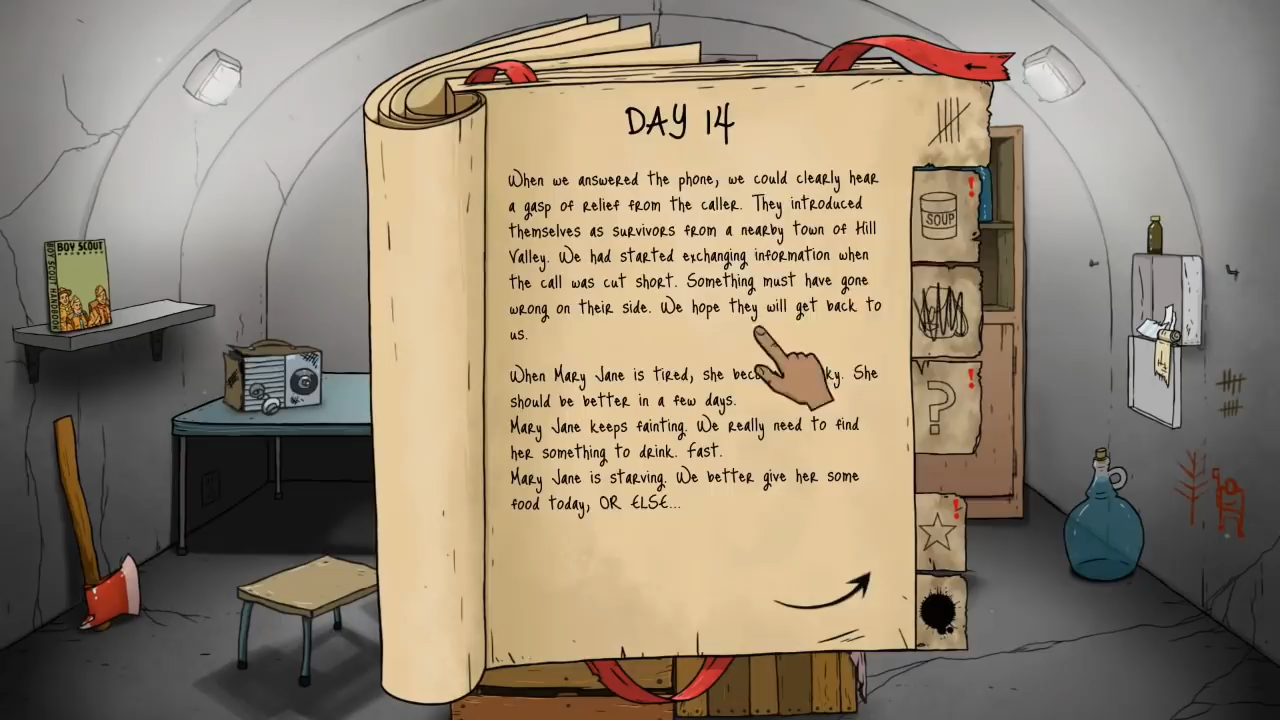 DAY 14
When we answered the phone, we could clearly hear
a gasp of relief from the caller. They introduced
themselves as survivors from a nearby town of Hill
Valley. We had started exchanging information when
the call was cut short. Something must have gone
wrong on their side. We hope they will get back to
us.
When Mary Jane is tired, she She
should be better in a few days.
Mary Jane keeps fainting. We really need to find
her something to drink. Fast.
Mary Jane is starving. We better give her some
food today, OR ELSE...
SOUP
BOY SCOUT
BOY SCOUT HANDBOOK